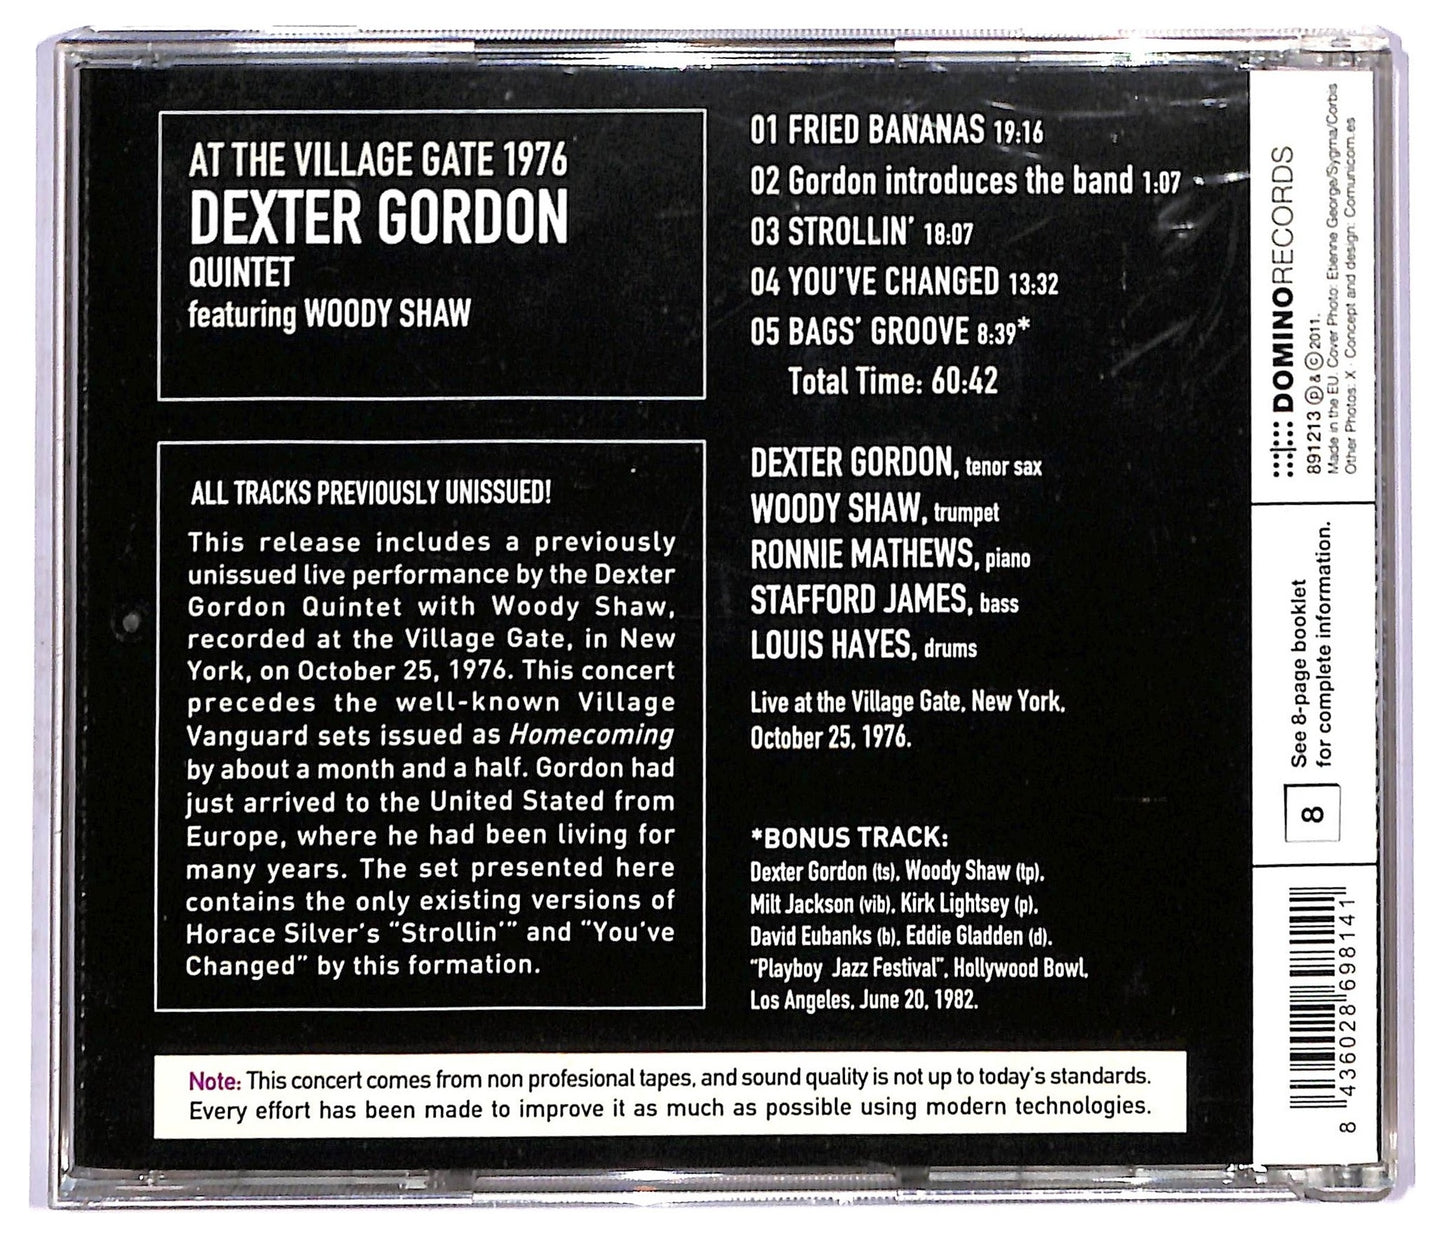 AT THE VILLAGE GATE 1976
DEXTER GORDON
QUINTET
featuring WOODY SHAW
ALL TRACKS PREVIOUSLY UNISSUED!
This release includes a previously
unissued live performance by the Dexter
Gordon Quintet with Woody Shaw,
recorded at the Village Gate, in New
York, on October 25, 1976. This concert
precedes the well-known Village
Vanguard sets issued as Homecoming
by about a month and a half. Gordon had
just arrived to the United Stated from
Europe, where he had been living for
many years. The set presented here
contains the only existing versions of
Horace Silver's "Strollin'" and "You've
Changed" by this formation.
01 FRIED BANANAS 19:16
02 Gordon introduces the band 1:07
03 STROLLIN' 18:07
04 YOU'VE CHANGED 13:32
05 BAGS' GROOVE 8:39*
Total Time: 60:42
DEXTER GORDON, tenor sax
WOODY SHAW, trumpet
RONNIE MATHEWS, piano
STAFFORD JAMES, bass
LOUIS HAYES, drums
Live at the Village Gate, New York,
October 25, 1976.
*BONUS TRACK:
Dexter Gordon (ts), Woody Shaw (tp),
Milt Jackson (vib), Kirk Lightsey (p),
David Eubanks (b), Eddie Gladden (d).
"Playboy Jazz Festival", Hollywood Bowl,
Los Angeles, June 20, 1982.
Note: This concert comes from non profesional tapes, and sound quality is not up to today's standards.
Every effort has been made to improve it as much as possible using modern technologies.
DOMINORECORDS
891213 Ⓟ & © 2011.
Made in the EU. Cover Photo: Etienne George/Sygma/Corbis
Other Photos: X · Concept and design: Comunicom.es
See 8-page booklet
for complete information.
8
8 436028 698141